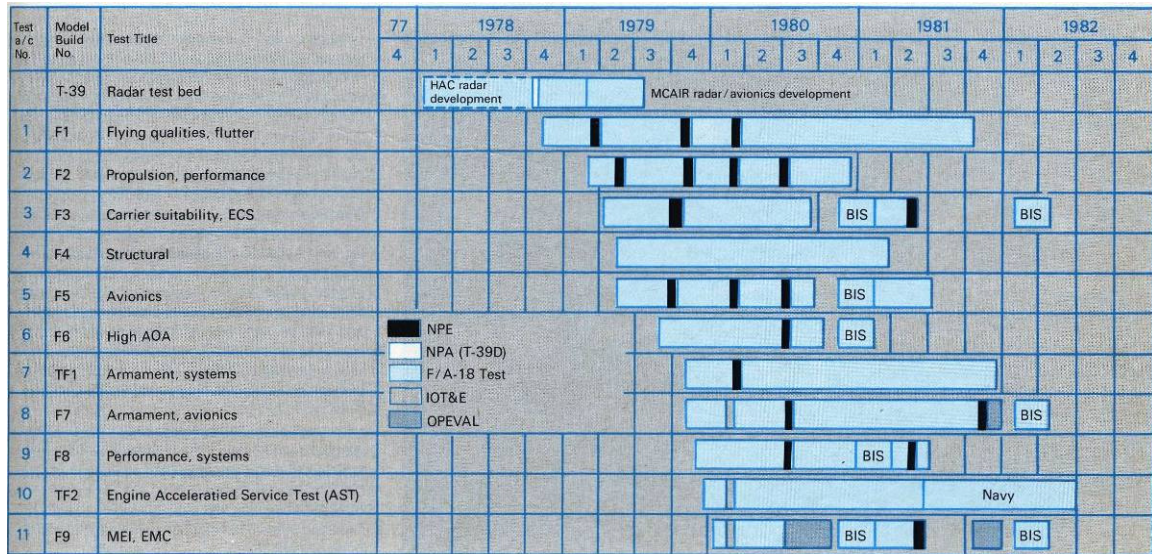 Test a/c No. Model Build No. Test Title 77 1978 1979 1980 1981 1982
4 1 2 3 4 1 2 3 4 1 2 3 4 1 2 3 4 1 2 3 4
T-39 Radar test bed HAC radar development MCAIR radar/avionics development
1 F1 Flying qualities, flutter
2 F2 Propulsion, performance
3 F3 Carrier suitability, ECS BIS BIS
4 F4 Structural
5 F5 Avionics BIS
6 F6 High AOA BIS
7 TF1 Armament, systems
8 F7 Armament, avionics BIS
9 F8 Performance, systems BIS
10 TF2 Engine Acceleratied Service Test (AST) Navy
11 F9 MEI, EMC BIS BIS
NPE
NPA (T-39D)
F/A-18 Test
IOT&E
OPEVAL